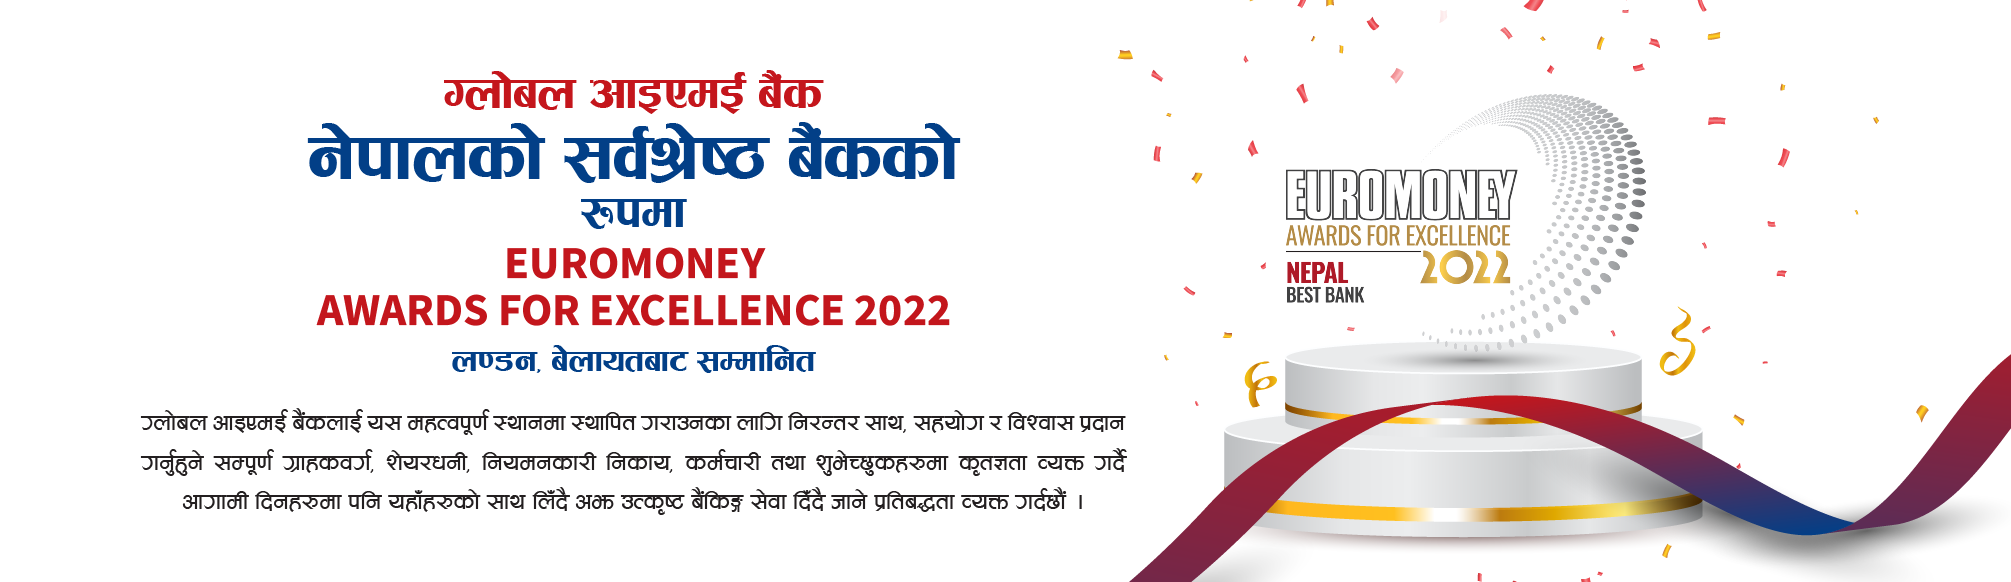 ग्लोबल आइएमई बैंक
नेपालको सर्वश्रेष्ठ बैंकको
रूपमा
EUROMONEY
AWARDS FOR EXCELLENCE 2022
लण्डन, बेलायतबाट सम्मानित
ग्लोबल आइएमई बैंकलाई यस महत्वपूर्ण स्थानमा स्थापित गराउनका लागि निरन्तर साथ, सहयोग र विश्वास प्रदान
गर्नुहुने सम्पूर्ण ग्राहकवर्ग, शेयरधनी, नियमनकारी निकाय, कर्मचारी तथा शुभेच्छुकहरुमा कृतज्ञता व्यक्त गर्दै
आगामी दिनहरुमा पनि यहाँहरुको साथ लिँदै अझ उत्कृष्ट बैंकिङ्ग सेवा दिँदै जाने प्रतिबद्धता व्यक्त गर्दछौं ।
EUROMONEY
AWARDS FOR EXCELLENCE
2022
NEPAL
BEST BANK